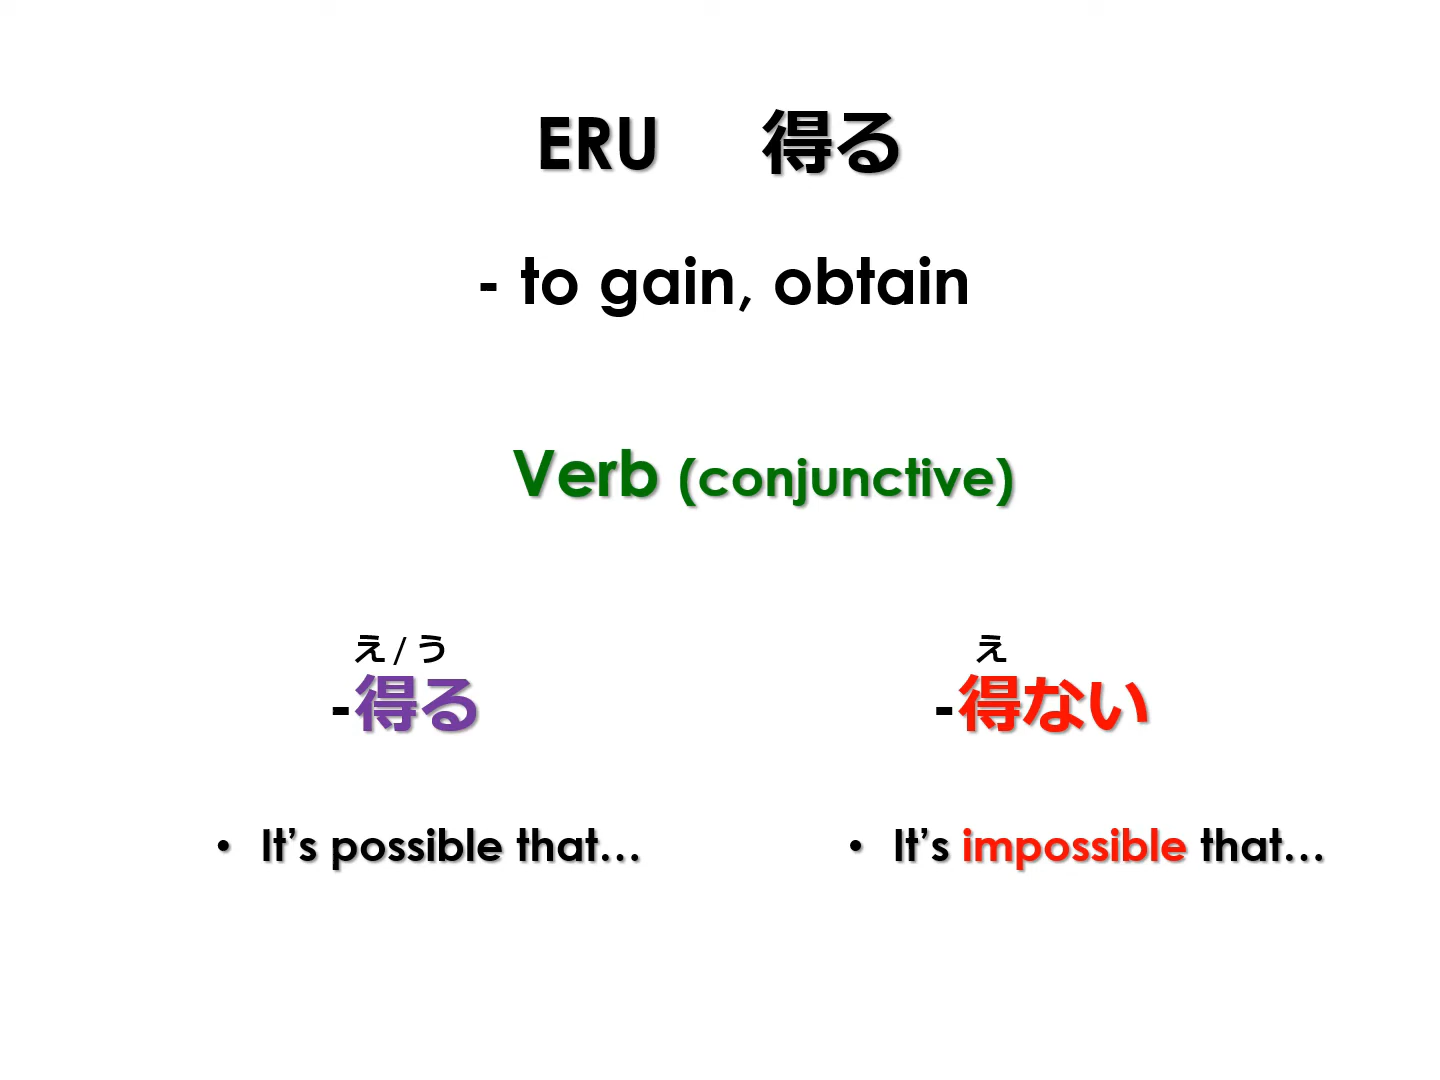 ERU 得る
- to gain, obtain
Verb (conjunctive)
え / う
-得る
え
-得ない
• It’s possible that…
• It’s impossible that…